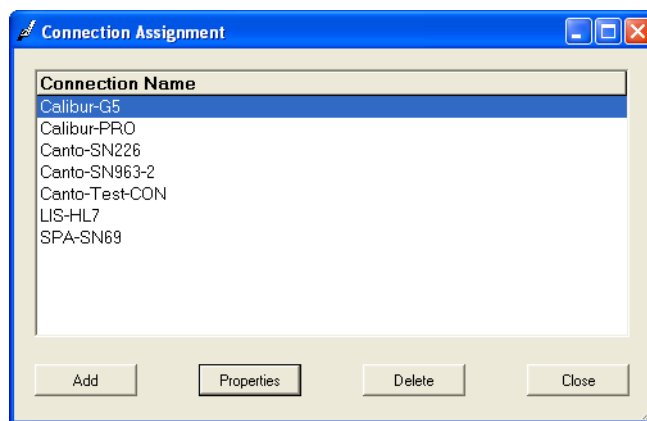 Connection Assignment
Connection Name
Calibur-G5
Calibur-PRO
Canto-SN226
Canto-SN963-2
Canto-Test-CON
LIS-HL7
SPA-SN69
Add Properties Delete Close